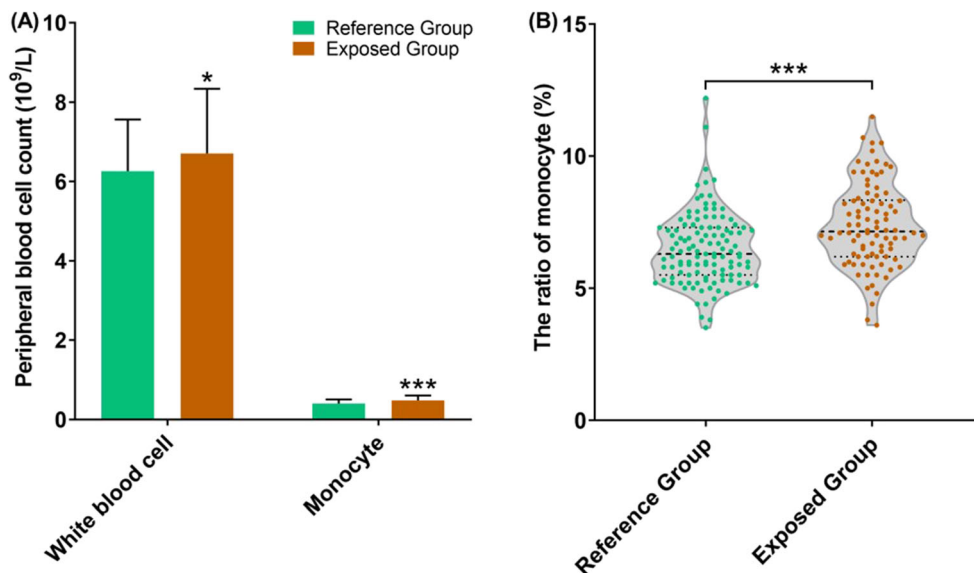 (A)
Peripheral blood cell count (10⁹/L)
10
8
6
4
2
0
Reference Group
Exposed Group
*
***
White blood cell
Monocyte
(B)
The ratio of monocyte (%)
15
10
5
0
***
Reference Group
Exposed Group